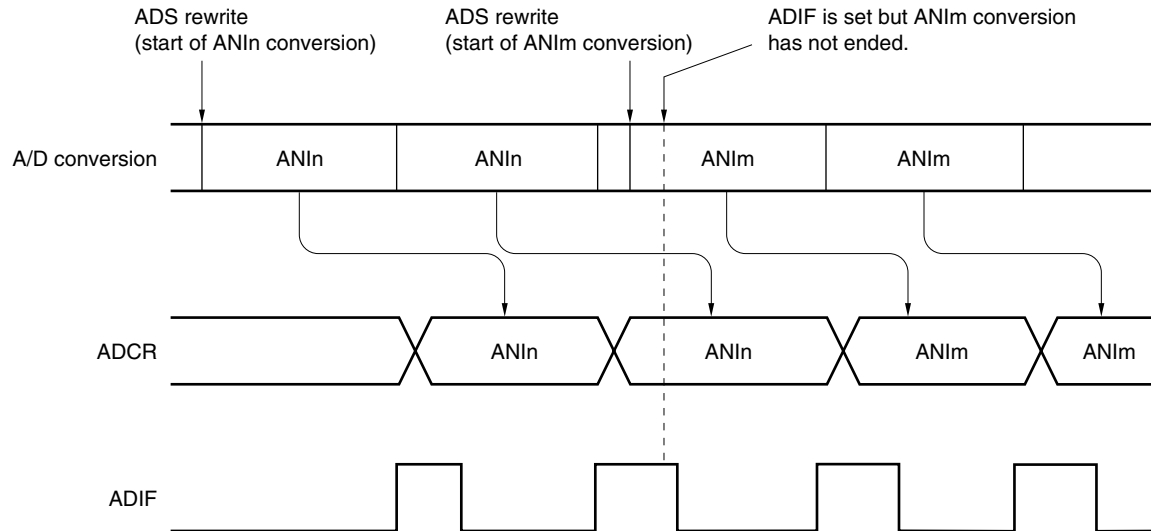 ADS rewrite
(start of ANIn conversion)
ADS rewrite
(start of ANIm conversion)
ADIF is set but ANIm conversion
has not ended.
A/D conversion
ANIn
ANIn
ANIm
ANIm
ADCR
ANIn
ANIn
ANIm
ANIm
ADIF